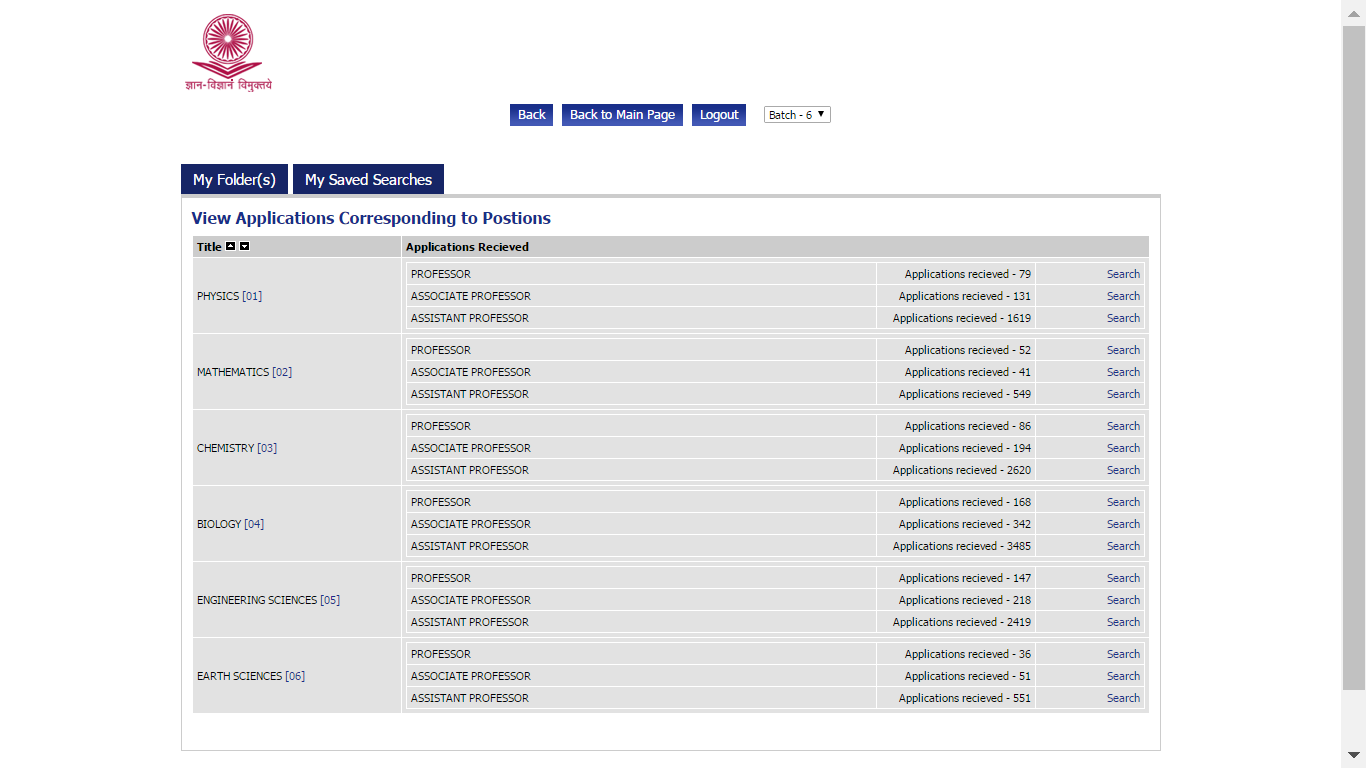 ज्ञान-विज्ञानं विमुक्तये
Back Back to Main Page Logout Batch - 6
My Folder(s) My Saved Searches
View Applications Corresponding to Postions
Title Applications Recieved
PHYSICS [01]
PROFESSOR Applications recieved - 79 Search
ASSOCIATE PROFESSOR Applications recieved - 131 Search
ASSISTANT PROFESSOR Applications recieved - 1619 Search
MATHEMATICS [02]
PROFESSOR Applications recieved - 52 Search
ASSOCIATE PROFESSOR Applications recieved - 41 Search
ASSISTANT PROFESSOR Applications recieved - 549 Search
CHEMISTRY [03]
PROFESSOR Applications recieved - 86 Search
ASSOCIATE PROFESSOR Applications recieved - 194 Search
ASSISTANT PROFESSOR Applications recieved - 2620 Search
BIOLOGY [04]
PROFESSOR Applications recieved - 168 Search
ASSOCIATE PROFESSOR Applications recieved - 342 Search
ASSISTANT PROFESSOR Applications recieved - 3485 Search
ENGINEERING SCIENCES [05]
PROFESSOR Applications recieved - 147 Search
ASSOCIATE PROFESSOR Applications recieved - 218 Search
ASSISTANT PROFESSOR Applications recieved - 2419 Search
EARTH SCIENCES [06]
PROFESSOR Applications recieved - 36 Search
ASSOCIATE PROFESSOR Applications recieved - 51 Search
ASSISTANT PROFESSOR Applications recieved - 551 Search